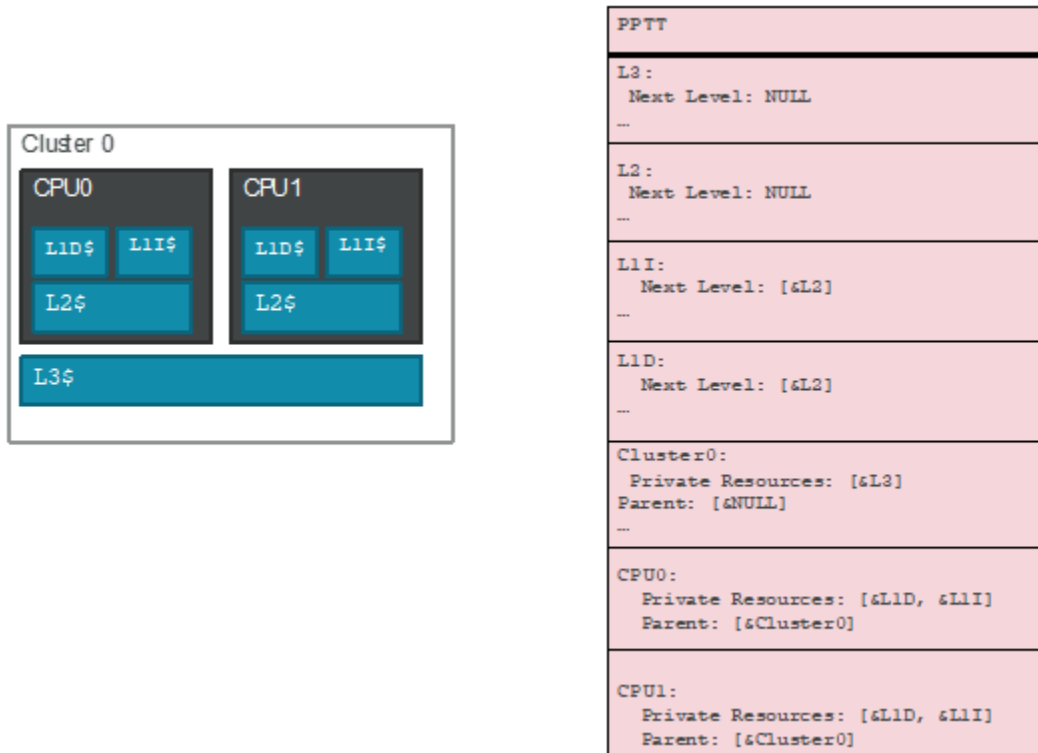 Cluster 0
CPU0
CPU1
L1D$
L1I$
L1D$
L1I$
L2$
L2$
L3$
PPTT
L3:
Next Level: NULL
…
L2:
Next Level: NULL
…
L1I:
Next Level: [&L2]
…
L1D:
Next Level: [&L2]
…
Cluster0:
Private Resources: [&L3]
Parent: [&NULL]
…
CPU0:
Private Resources: [&L1D, &L1I]
Parent: [&Cluster0]
CPU1:
Private Resources: [&L1D, &L1I]
Parent: [&Cluster0]